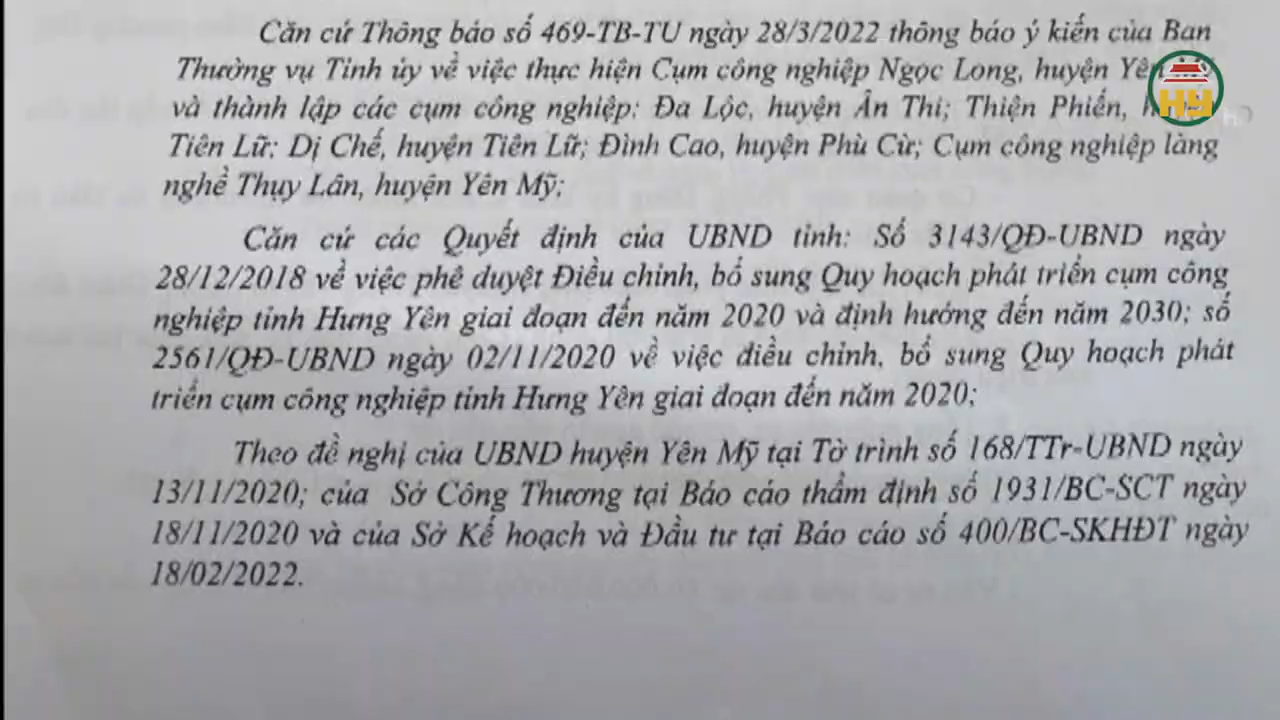 Căn cứ Thông báo số 469-TB-TU ngày 28/3/2022 thông báo ý kiến của Ban
Thường vụ Tỉnh ủy về việc thực hiện Cụm công nghiệp Ngọc Long, huyện Yên
và thành lập các cụm công nghiệp: Đa Lộc, huyện Ân Thi; Thiện Phiến,
Tiên Lữ; Dị Chế, huyện Tiên Lữ; Đình Cao, huyện Phù Cừ; Cụm công nghiệp làng
nghề Thụy Lân, huyện Yên Mỹ;
Căn cứ các Quyết định của UBND tỉnh: Số 3143/QĐ-UBND ngày
28/12/2018 về việc phê duyệt Điều chỉnh, bổ sung Quy hoạch phát triển cụm công
nghiệp tỉnh Hưng Yên giai đoạn đến năm 2020 và định hướng đến năm 2030; số
2561/QĐ-UBND ngày 02/11/2020 về việc điều chỉnh, bổ sung Quy hoạch phát
triển cụm công nghiệp tỉnh Hưng Yên giai đoạn đến năm 2020;
Theo đề nghị của UBND huyện Yên Mỹ tại Tờ trình số 168/TTr-UBND ngày
13/11/2020; của Sở Công Thương tại Báo cáo thẩm định số 1931/BC-SCT ngày
18/11/2020 và của Sở Kế hoạch và Đầu tư tại Báo cáo số 400/BC-SKHĐT ngày
18/02/2022.
HY